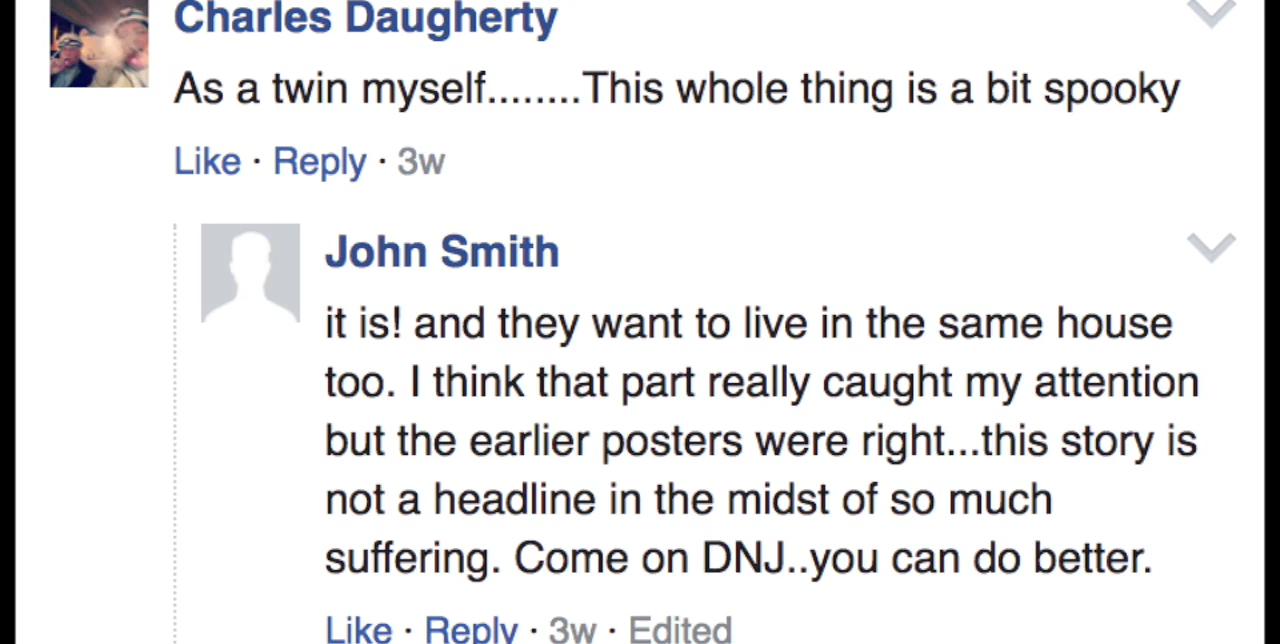 Charles Daugherty
As a twin myself........This whole thing is a bit spooky
Like · Reply · 3w
John Smith
it is! and they want to live in the same house
too. I think that part really caught my attention
but the earlier posters were right...this story is
not a headline in the midst of so much
suffering. Come on DNJ..you can do better.
Like · Reply · 3w · Edited